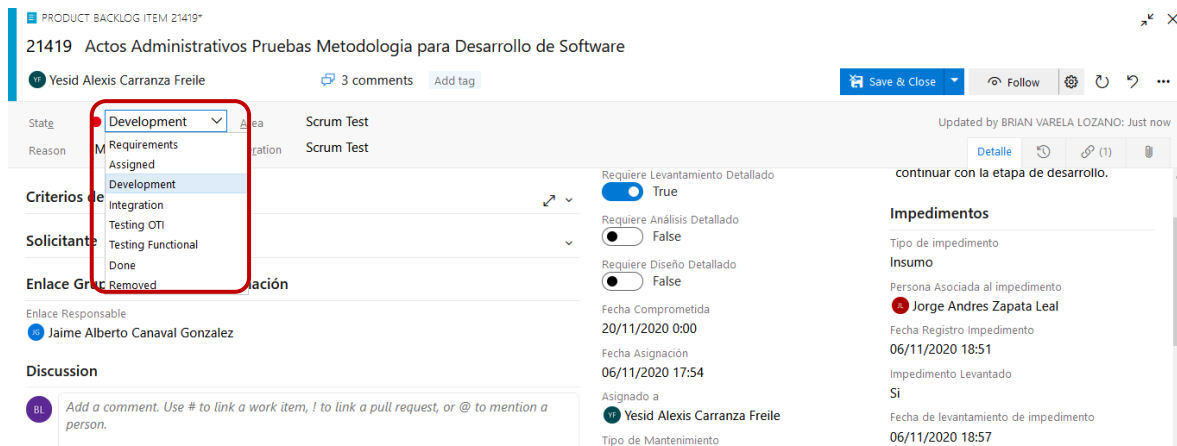 PRODUCT BACKLOG ITEM 21419*
21419 Actos Administrativos Pruebas Metodologia para Desarrollo de Software
YF Yesid Alexis Carranza Freile
3 comments
Add tag
Save & Close
Follow
State
Development
Area
Scrum Test
Updated by BRIAN VARELA LOZANO: Just now
Reason
M
ration
Scrum Test
Detalle
(1)
Requirements
Assigned
Development
Integration
Testing OTI
Testing Functional
Done
Removed
Criterios de
Solicitante
Enlace Grup
ación
Enlace Responsable
JG Jaime Alberto Canaval Gonzalez
Discussion
BL
Add a comment. Use # to link a work item, ! to link a pull request, or @ to mention a
person.
Requiere Levantamiento Detallado
True
Requiere Análisis Detallado
False
Requiere Diseño Detallado
False
Fecha Comprometida
20/11/2020 0:00
Fecha Asignación
06/11/2020 17:54
Asignado a
YF Yesid Alexis Carranza Freile
Tipo de Mantenimiento
continuar con la etapa de desarrollo.
Impedimentos
Tipo de impedimento
Insumo
Persona Asociada al impedimento
Jorge Andres Zapata Leal
Fecha Registro Impedimento
06/11/2020 18:51
Impedimento Levantado
Si
Fecha de levantamiento de impedimento
06/11/2020 18:57